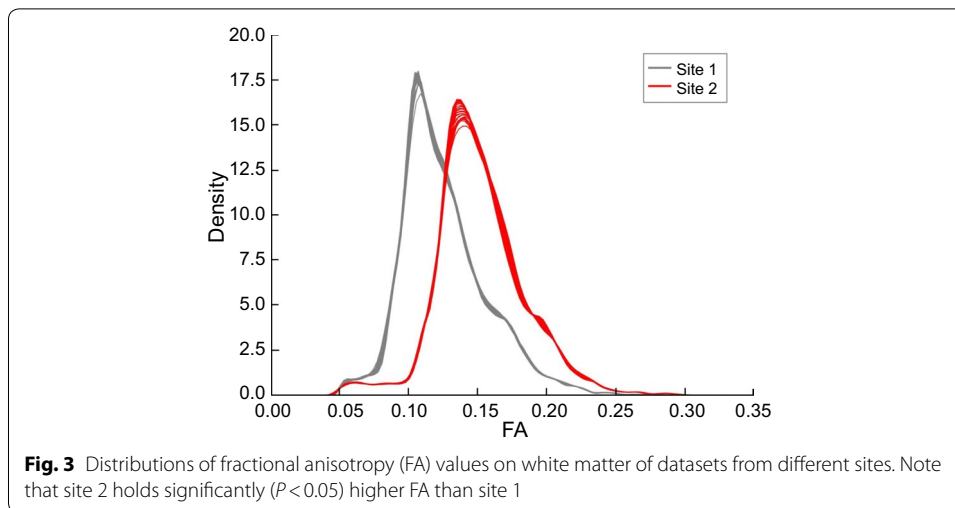 20.0
17.5
15.0
12.5
10.0
7.5
5.0
2.5
0.0
Density
Site 1
Site 2
0.00 0.05 0.10 0.15 0.20 0.25 0.30 0.35
FA
Fig. 3 Distributions of fractional anisotropy (FA) values on white matter of datasets from different sites. Note
that site 2 holds significantly (P < 0.05) higher FA than site 1